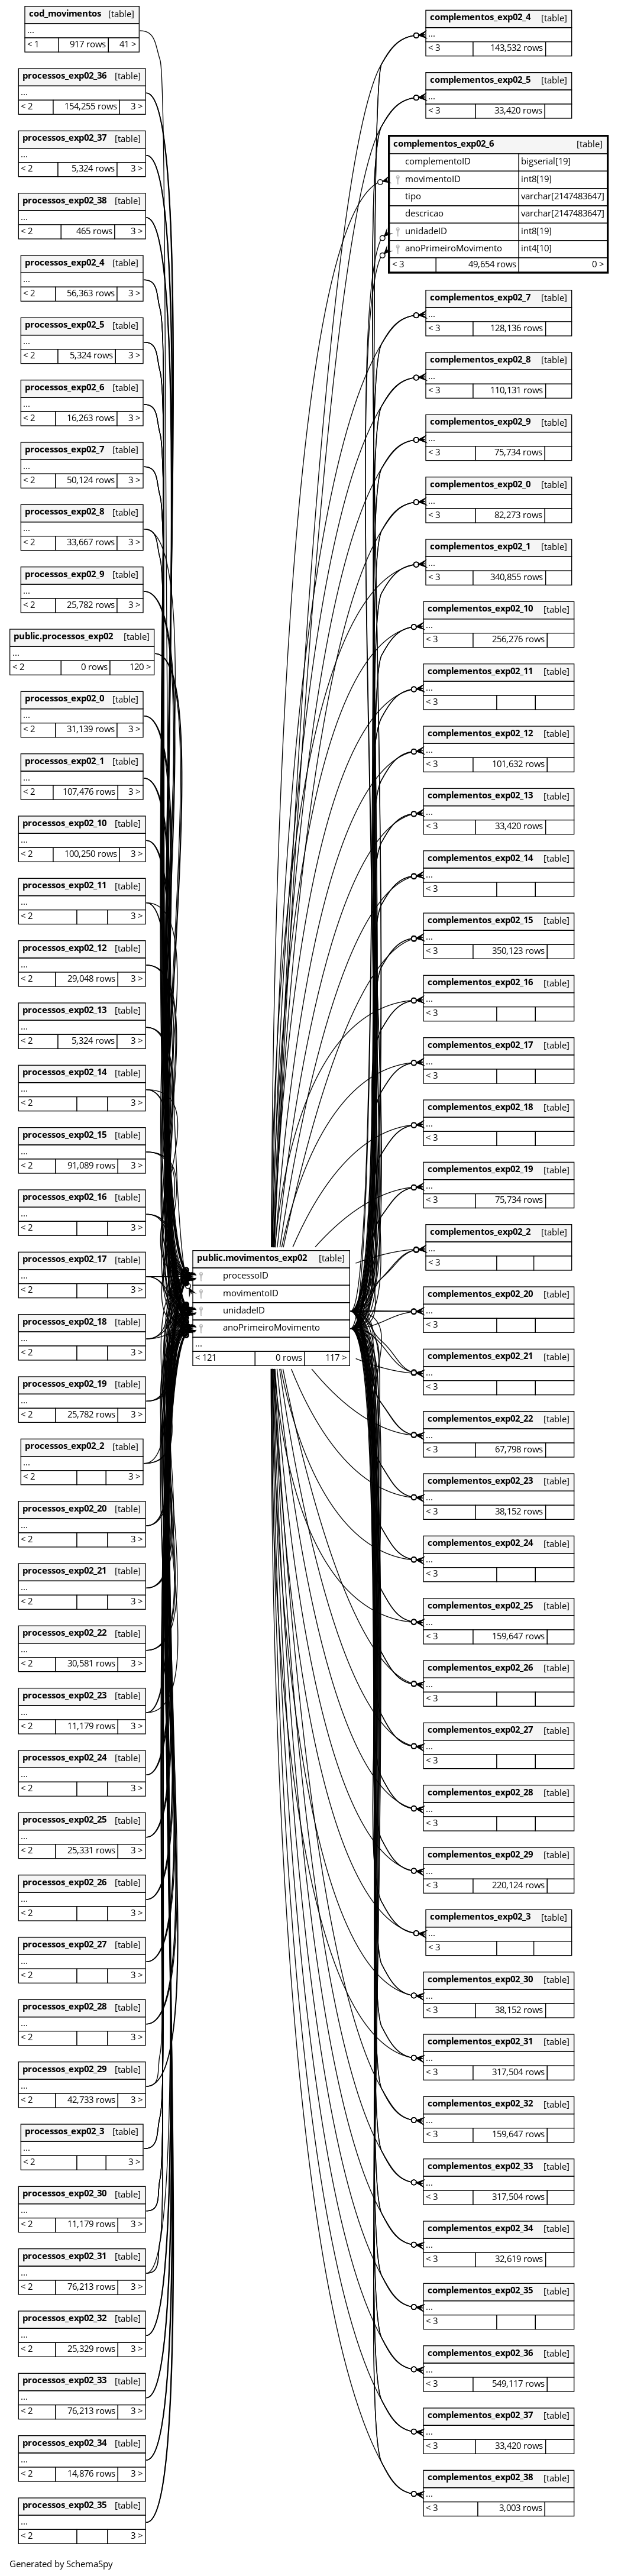 cod_movimentos [table]
...
< 1 917 rows 41 >
processos_exp02_36 [table]
...
< 2 154,255 rows 3 >
processos_exp02_37 [table]
...
< 2 5,324 rows 3 >
processos_exp02_38 [table]
...
< 2 465 rows 3 >
processos_exp02_4 [table]
...
< 2 56,363 rows 3 >
processos_exp02_5 [table]
...
< 2 5,324 rows 3 >
processos_exp02_6 [table]
...
< 2 16,263 rows 3 >
processos_exp02_7 [table]
...
< 2 50,124 rows 3 >
processos_exp02_8 [table]
...
< 2 33,667 rows 3 >
processos_exp02_9 [table]
...
< 2 25,782 rows 3 >
public.processos_exp02 [table]
...
< 2 0 rows 120 >
processos_exp02_0 [table]
...
< 2 31,139 rows 3 >
processos_exp02_1 [table]
...
< 2 107,476 rows 3 >
processos_exp02_10 [table]
...
< 2 100,250 rows 3 >
processos_exp02_11 [table]
...
< 2 3 >
processos_exp02_12 [table]
...
< 2 29,048 rows 3 >
processos_exp02_13 [table]
...
< 2 5,324 rows 3 >
processos_exp02_14 [table]
...
< 2 3 >
processos_exp02_15 [table]
...
< 2 91,089 rows 3 >
processos_exp02_16 [table]
...
< 2 3 >
processos_exp02_17 [table]
...
< 2 3 >
processos_exp02_18 [table]
...
< 2 3 >
processos_exp02_19 [table]
...
< 2 25,782 rows 3 >
processos_exp02_2 [table]
...
< 2 3 >
processos_exp02_20 [table]
...
< 2 3 >
processos_exp02_21 [table]
...
< 2 3 >
processos_exp02_22 [table]
...
< 2 30,581 rows 3 >
processos_exp02_23 [table]
...
< 2 11,179 rows 3 >
processos_exp02_24 [table]
...
< 2 3 >
processos_exp02_25 [table]
...
< 2 25,331 rows 3 >
processos_exp02_26 [table]
...
< 2 3 >
processos_exp02_27 [table]
...
< 2 3 >
processos_exp02_28 [table]
...
< 2 3 >
processos_exp02_29 [table]
...
< 2 42,733 rows 3 >
processos_exp02_3 [table]
...
< 2 3 >
processos_exp02_30 [table]
...
< 2 11,179 rows 3 >
processos_exp02_31 [table]
...
< 2 76,213 rows 3 >
processos_exp02_32 [table]
...
< 2 25,329 rows 3 >
processos_exp02_33 [table]
...
< 2 76,213 rows 3 >
processos_exp02_34 [table]
...
< 2 14,876 rows 3 >
processos_exp02_35 [table]
...
< 2 3 >
public.movimentos_exp02 [table]
processoID
movimentoID
unidadeID
anoPrimeiroMovimento
...
< 121 0 rows 117 >
complementos_exp02_4 [table]
...
< 3 143,532 rows
complementos_exp02_5 [table]
...
< 3 33,420 rows
complementos_exp02_6 [table]
complementoID bigserial[19]
movimentoID int8[19]
tipo varchar[2147483647]
descricao varchar[2147483647]
unidadeID int8[19]
anoPrimeiroMovimento int4[10]
< 3 49,654 rows 0 >
complementos_exp02_7 [table]
...
< 3 128,136 rows
complementos_exp02_8 [table]
...
< 3 110,131 rows
complementos_exp02_9 [table]
...
< 3 75,734 rows
complementos_exp02_0 [table]
...
< 3 82,273 rows
complementos_exp02_1 [table]
...
< 3 340,855 rows
complementos_exp02_10 [table]
...
< 3 256,276 rows
complementos_exp02_11 [table]
...
< 3
complementos_exp02_12 [table]
...
< 3 101,632 rows
complementos_exp02_13 [table]
...
< 3 33,420 rows
complementos_exp02_14 [table]
...
< 3
complementos_exp02_15 [table]
...
< 3 350,123 rows
complementos_exp02_16 [table]
...
< 3
complementos_exp02_17 [table]
...
< 3
complementos_exp02_18 [table]
...
< 3
complementos_exp02_19 [table]
...
< 3 75,734 rows
complementos_exp02_2 [table]
...
< 3
complementos_exp02_20 [table]
...
< 3
complementos_exp02_21 [table]
...
< 3
complementos_exp02_22 [table]
...
< 3 67,798 rows
complementos_exp02_23 [table]
...
< 3 38,152 rows
complementos_exp02_24 [table]
...
< 3
complementos_exp02_25 [table]
...
< 3 159,647 rows
complementos_exp02_26 [table]
...
< 3
complementos_exp02_27 [table]
...
< 3
complementos_exp02_28 [table]
...
< 3
complementos_exp02_29 [table]
...
< 3 220,124 rows
complementos_exp02_3 [table]
...
< 3
complementos_exp02_30 [table]
...
< 3 38,152 rows
complementos_exp02_31 [table]
...
< 3 317,504 rows
complementos_exp02_32 [table]
...
< 3 159,647 rows
complementos_exp02_33 [table]
...
< 3 317,504 rows
complementos_exp02_34 [table]
...
< 3 32,619 rows
complementos_exp02_35 [table]
...
< 3
complementos_exp02_36 [table]
...
< 3 549,117 rows
complementos_exp02_37 [table]
...
< 3 33,420 rows
complementos_exp02_38 [table]
...
< 3 3,003 rows
Generated by SchemaSpy